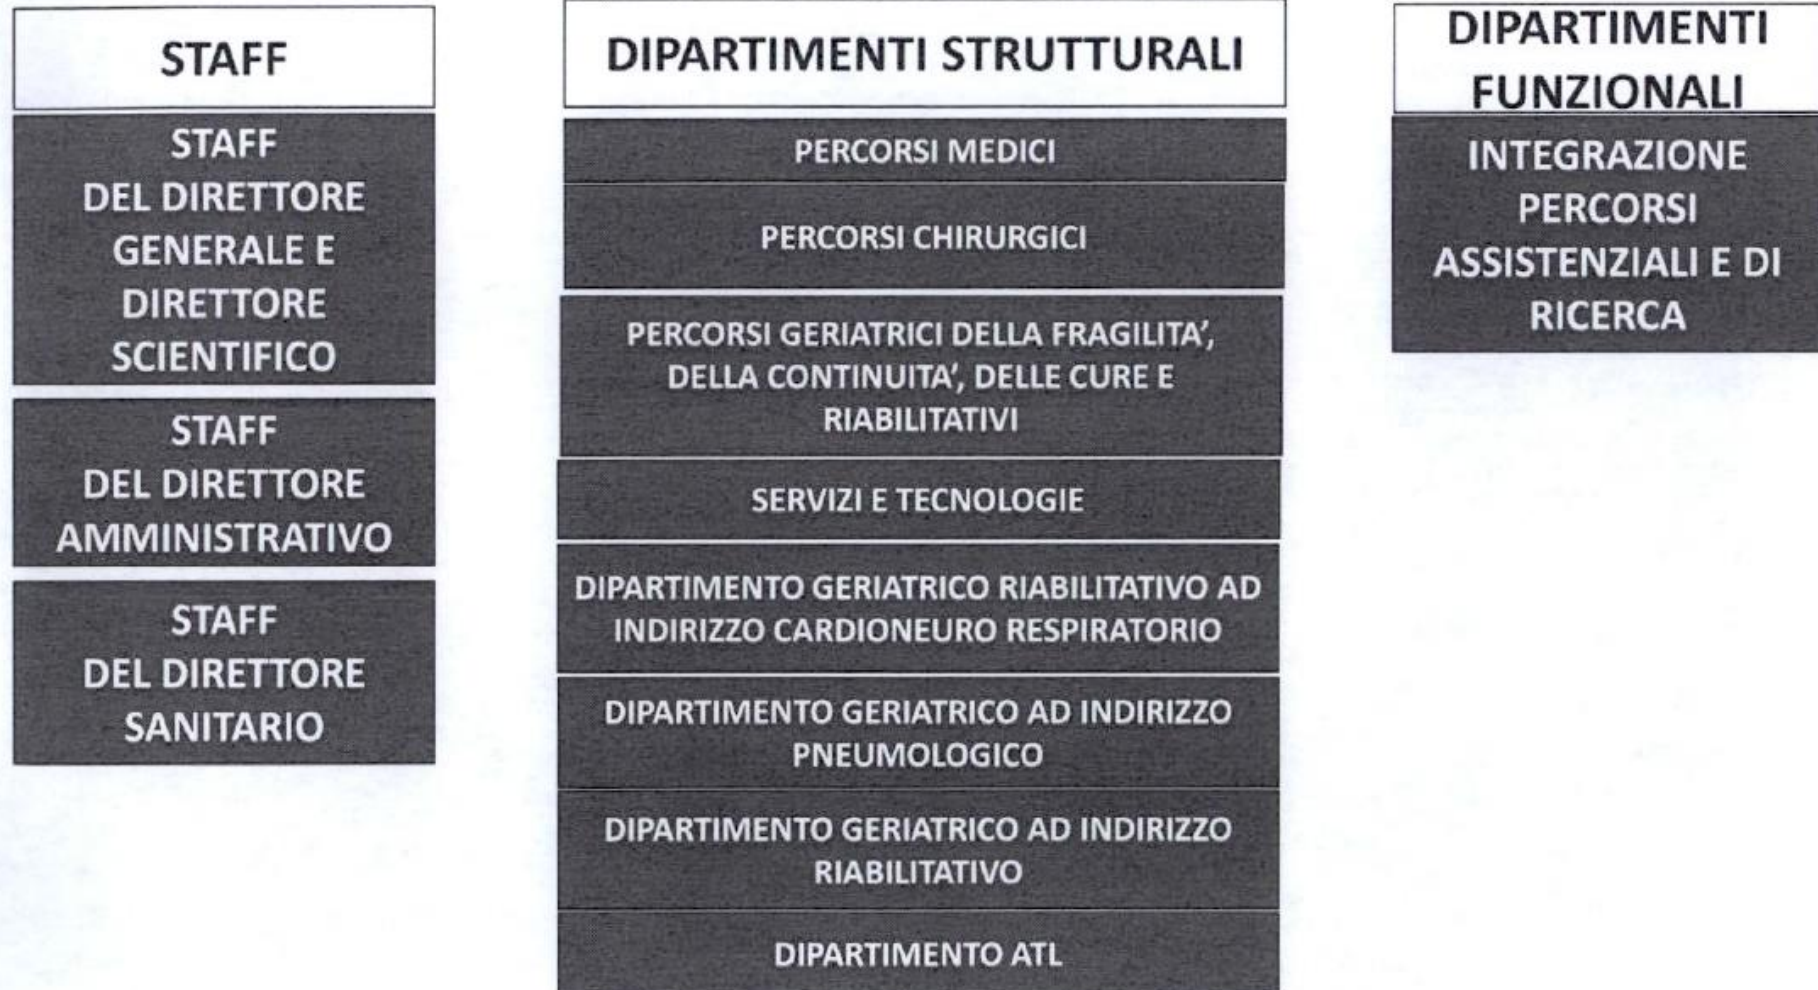 STAFF
STAFF
DEL DIRETTORE
GENERALE E
DIRETTORE
SCIENTIFICO
STAFF
DEL DIRETTORE
AMMINISTRATIVO
STAFF
DEL DIRETTORE
SANITARIO
DIPARTIMENTI STRUTTURALI
PERCORSI MEDICI
PERCORSI CHIRURGICI
PERCORSI GERIATRICI DELLA FRAGILITA’,
DELLA CONTINUITA’, DELLE CURE E
RIABILITATIVI
SERVIZI E TECNOLOGIE
DIPARTIMENTO GERIATRICO RIABILITATIVO AD
INDIRIZZO CARDIONEURO RESPIRATORIO
DIPARTIMENTO GERIATRICO AD INDIRIZZO
PNEUMOLOGICO
DIPARTIMENTO GERIATRICO AD INDIRIZZO
RIABILITATIVO
DIPARTIMENTO ATL
DIPARTIMENTI
FUNZIONALI
INTEGRAZIONE
PERCORSI
ASSISTENZIALI E DI
RICERCA